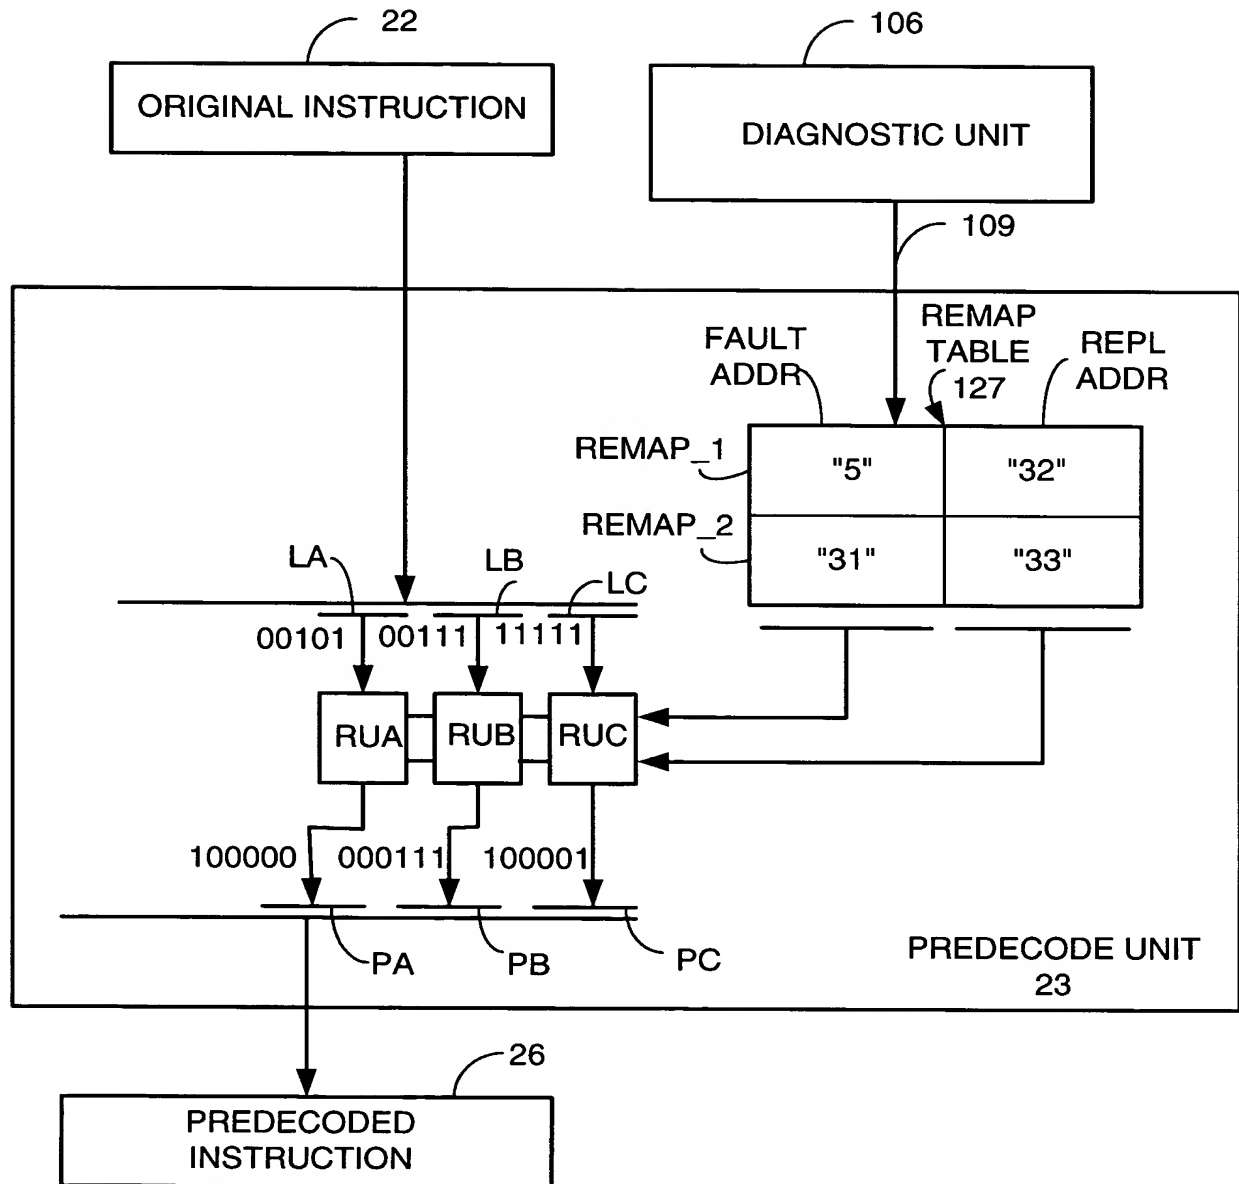 22
106
ORIGINAL INSTRUCTION
DIAGNOSTIC UNIT
109
FAULT
ADDR
REMAP
TABLE
127
REPL
ADDR
REMAP_1
"5"
"32"
REMAP_2
"31"
"33"
LA
LB
LC
00101
00111
11111
RUA
RUB
RUC
100000
000111
100001
PA
PB
PC
PREDECODE UNIT
23
26
PREDECODED
INSTRUCTION